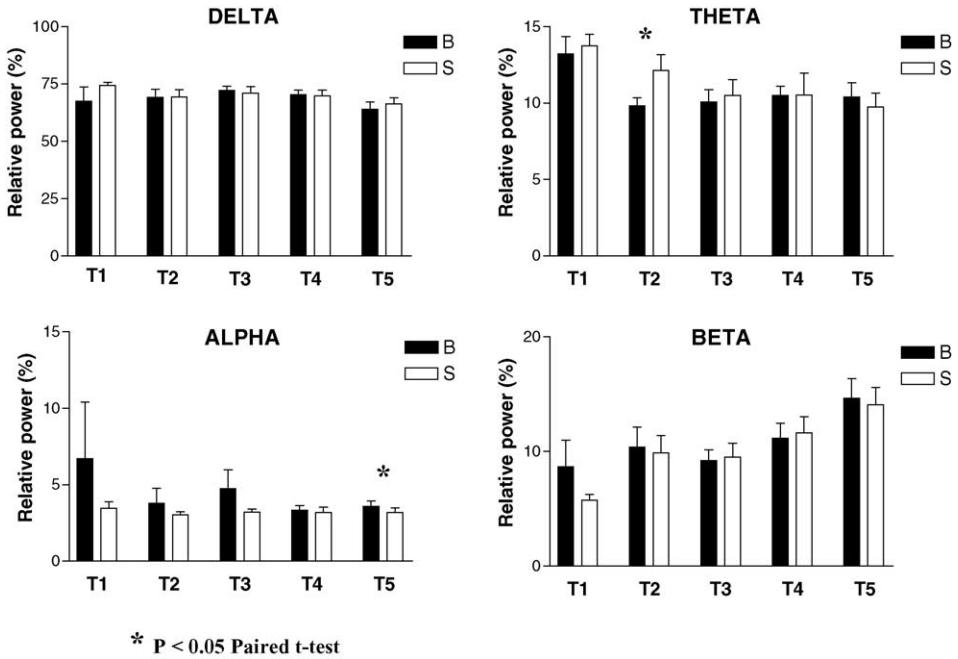 DELTA
Relative power (%)
100
75
50
25
0
T1 T2 T3 T4 T5
B
S
THETA
Relative power (%)
15
10
5
0
*
T1 T2 T3 T4 T5
B
S
ALPHA
Relative power (%)
15
10
5
0
*
T1 T2 T3 T4 T5
B
S
BETA
Relative power (%)
20
10
0
T1 T2 T3 T4 T5
B
S
* P < 0.05 Paired t-test